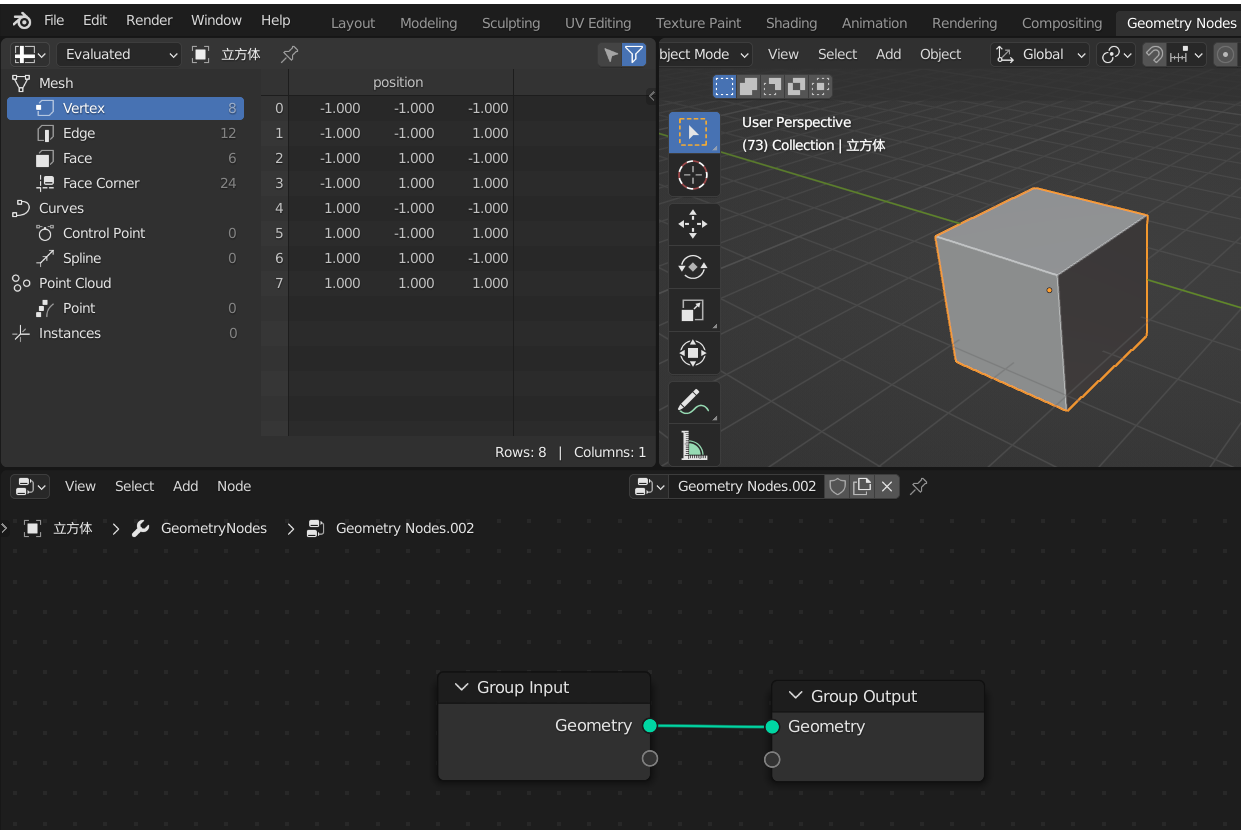 File Edit Render Window Help Layout Modeling Sculpting UV Editing Texture Paint Shading Animation Rendering Compositing Geometry Nodes
Evaluated 立方体
bject Mode View Select Add Object Global
Mesh
Vertex 8
Edge 12
Face 6
Face Corner 24
Curves
Control Point 0
Spline 0
Point Cloud
Point 0
Instances 0
position
0 -1.000 -1.000 -1.000
1 -1.000 -1.000 1.000
2 -1.000 1.000 -1.000
3 -1.000 1.000 1.000
4 1.000 -1.000 -1.000
5 1.000 -1.000 1.000
6 1.000 1.000 -1.000
7 1.000 1.000 1.000
Rows: 8 | Columns: 1
User Perspective
(73) Collection | 立方体
View Select Add Node Geometry Nodes.002
立方体 GeometryNodes Geometry Nodes.002
Group Input
Geometry
Group Output
Geometry